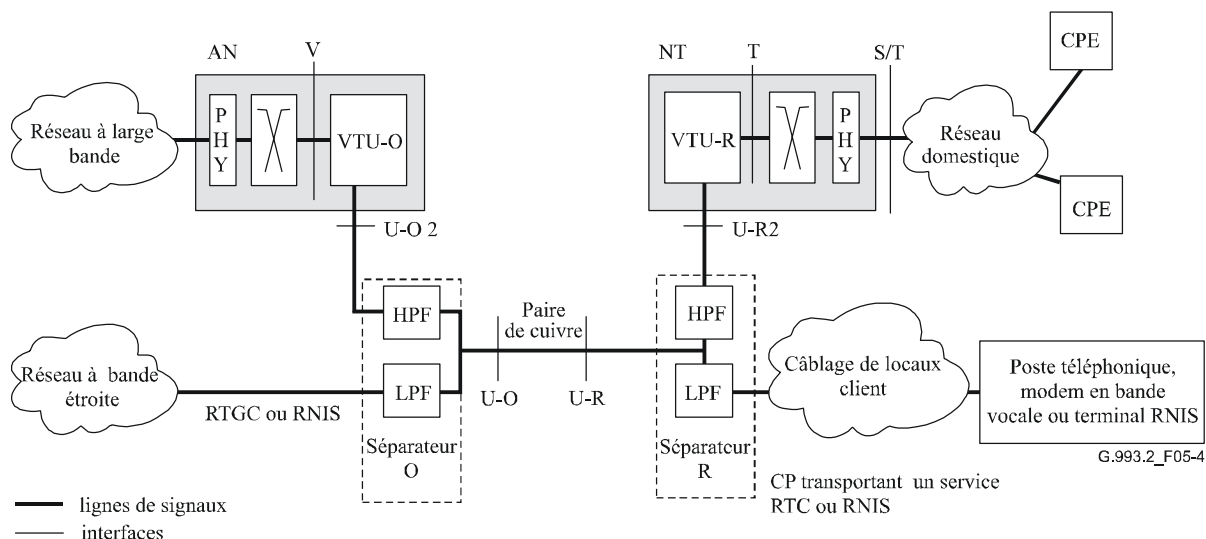 AN
V
NT
T
S/T
CPE
Réseau à large
bande
P
H
Y
VTU-O
VTU-R
P
H
Y
Réseau
domestique
CPE
U-O 2
U-R2
HPF
Paire
de cuivre
HPF
Réseau à bande
étroite
LPF
U-O
U-R
LPF
Câblage de locaux
client
Poste téléphonique,
modem en bande
vocale ou terminal RNIS
RTGC ou RNIS
Séparateur
O
Séparateur
R
G.993.2_F05-4
CP transportant un service
RTC ou RNIS
lignes de signaux
interfaces